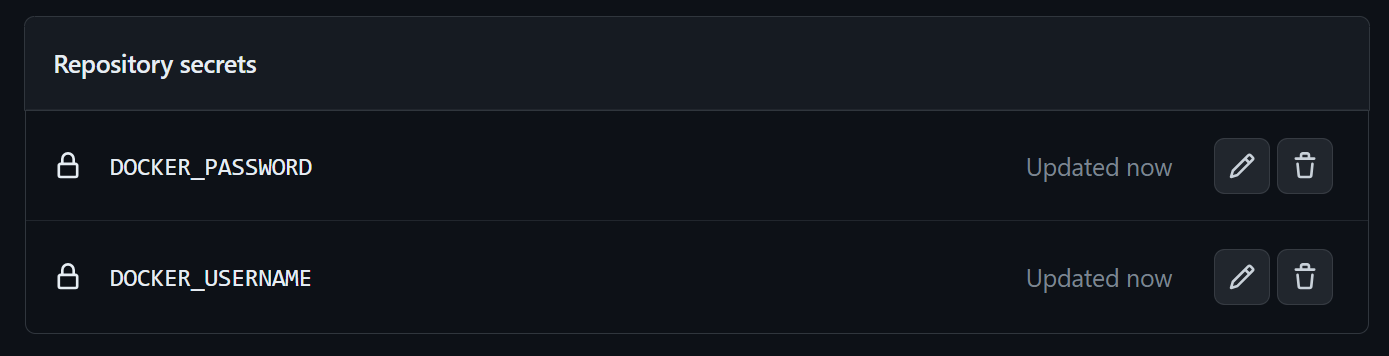 Repository secrets
DOCKER_PASSWORD Updated now
DOCKER_USERNAME Updated now